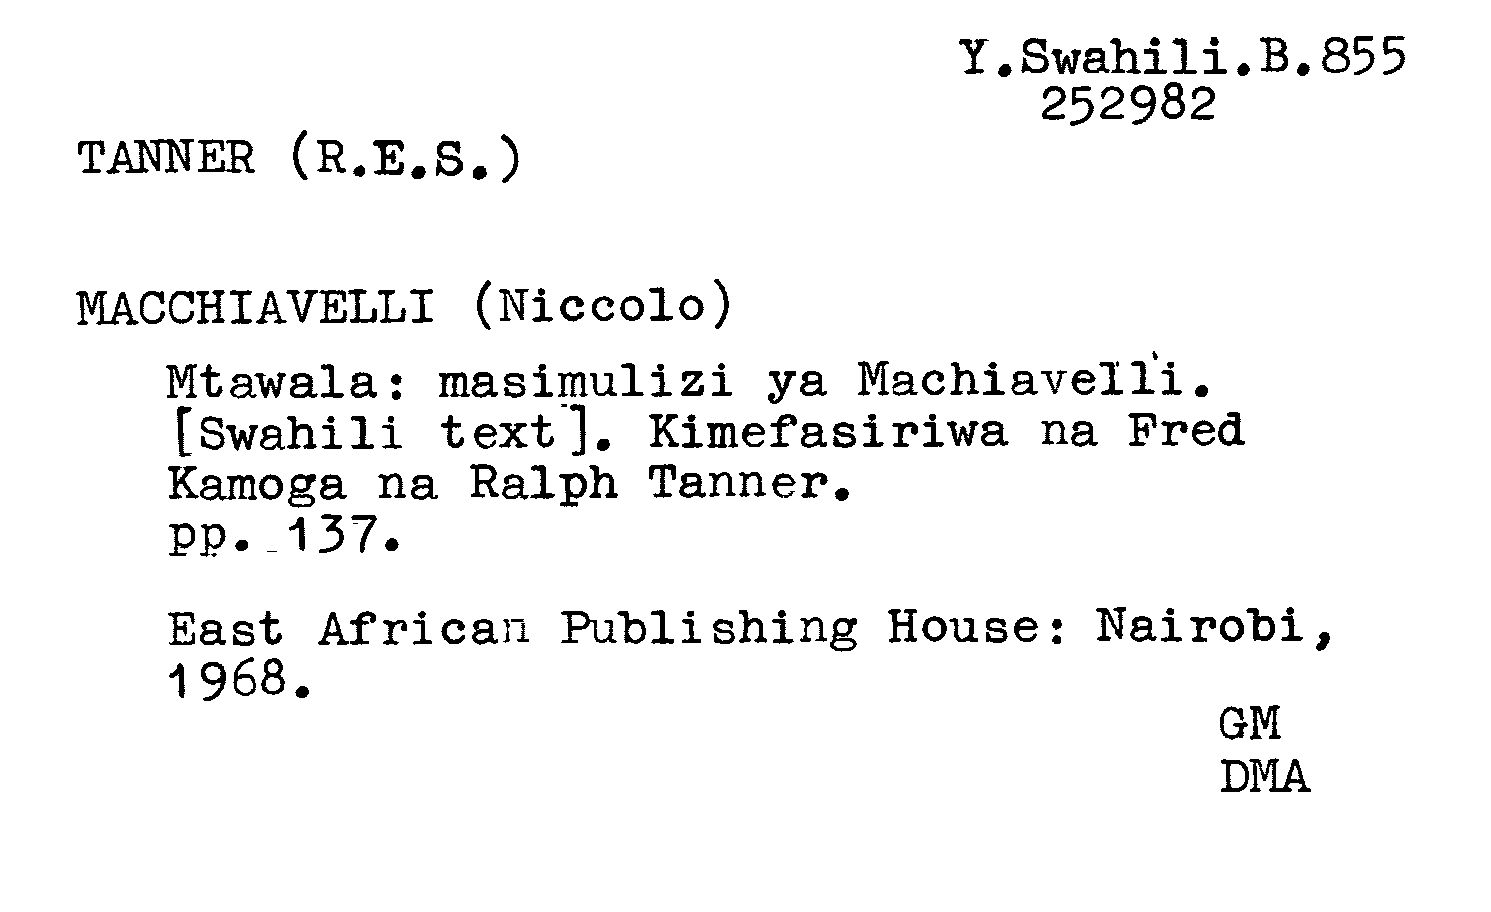 Y.Swahili.B.855
252982
TANNER (R.E.S.)
MACCHIAVELLI (Niccolo)
Mtawala: masimulizi ya Machiavelli.
[Swahili text]. Kimefasiriwa na Fred
Kamoga na Ralph Tanner.
pp. 137.
East African Publishing House: Nairobi,
1968.
GM
DMA